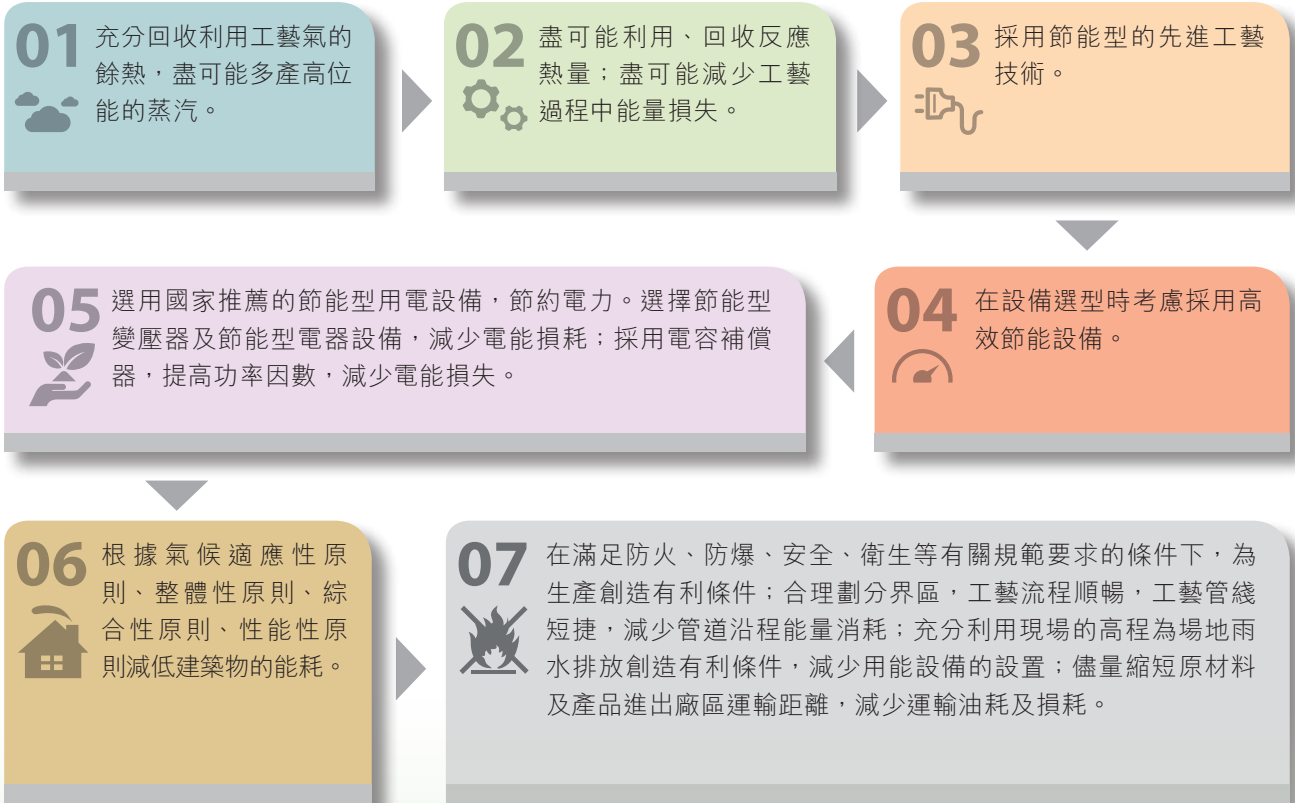 01
充分回收利用工藝氣的
餘熱，盡可能多產高位
能的蒸汽。
02
盡可能利用、回收反應
熱量；盡可能減少工藝
過程中能量損失。
03
採用節能型的先進工藝
技術。
04
在設備選型時考慮採用高
效節能設備。
05
選用國家推薦的節能型用電設備，節約電力。選擇節能型
變壓器及節能型電器設備，減少電能損耗；採用電容補償
器，提高功率因數，減少電能損失。
06
根據氣候適應性原
則、整體性原則、綜
合性原則、性能性原
則減低建築物的能耗。
07
在滿足防火、防爆、安全、衛生等有關規範要求的條件下，為
生產創造有利條件；合理劃分界區，工藝流程順暢，工藝管綫
短捷，減少管道沿程能量消耗；充分利用現場的高程為場地雨
水排放創造有利條件，減少用能設備的設置；儘量縮短原材料
及產品進出廠區運輸距離，減少運輸油耗及損耗。